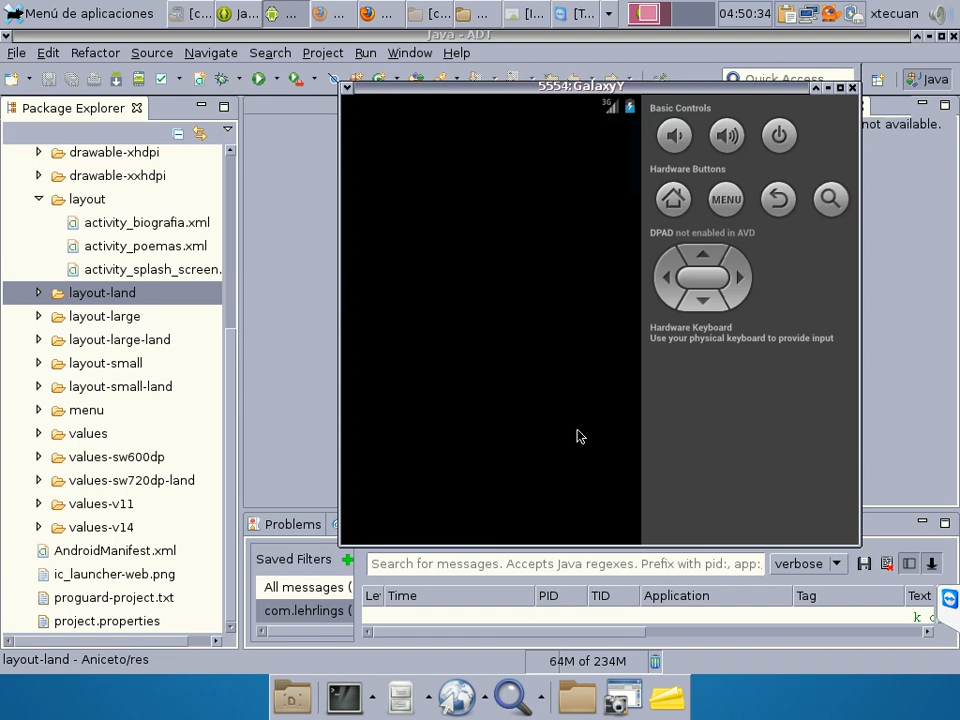 Menú de aplicaciones
[c...
Ja...
...
...
...
[c...
...
[I...
[T...
04:50:34
xtecuan
Java - ADT
File Edit Refactor Source Navigate Search Project Run Window Help
Quick Access
Java
Package Explorer
drawable-xhdpi
drawable-xxhdpi
layout
activity_biografia.xml
activity_poemas.xml
activity_splash_screen.
layout-land
layout-large
layout-large-land
layout-small
layout-small-land
menu
values
values-sw600dp
values-sw720dp-land
values-v11
values-v14
AndroidManifest.xml
ic_launcher-web.png
proguard-project.txt
project.properties
5554:GalaxyY
3G
Basic Controls
Hardware Buttons
MENU
DPAD not enabled in AVD
Hardware Keyboard
Use your physical keyboard to provide input
not available.
Problems
Saved Filters
All messages (
com.lehrlings (
Search for messages. Accepts Java regexes. Prefix with pid:, app:,
verbose
Le Time PID TID Application Tag Text
layout-land - Aniceto/res
64M of 234M